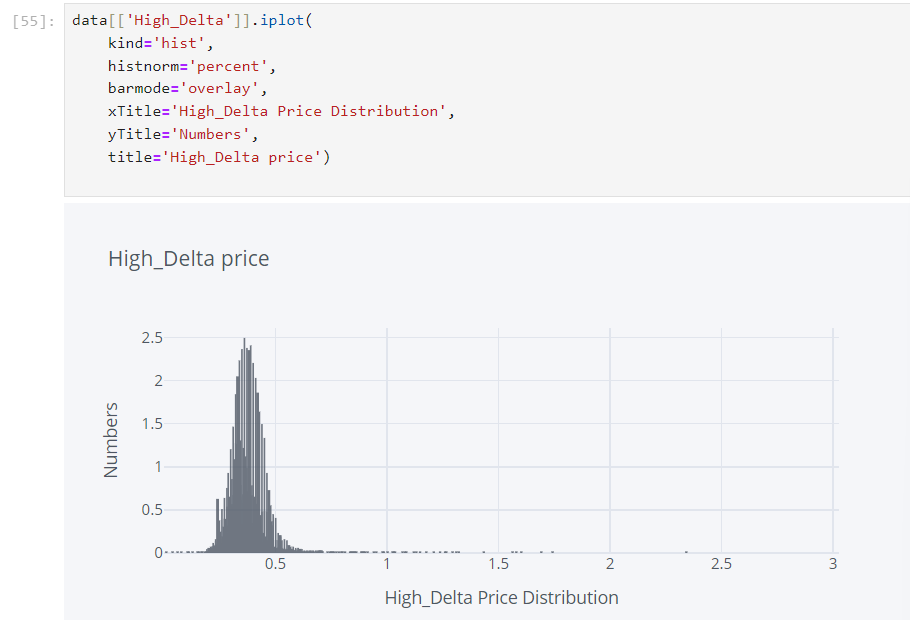 [55]: data[['High_Delta']].iplot(
kind='hist',
histnorm='percent',
barmode='overlay',
xTitle='High_Delta Price Distribution',
yTitle='Numbers',
title='High_Delta price')
High_Delta price
2.5
2
1.5
1
0.5
0
Numbers
0.5 1 1.5 2 2.5 3
High_Delta Price Distribution